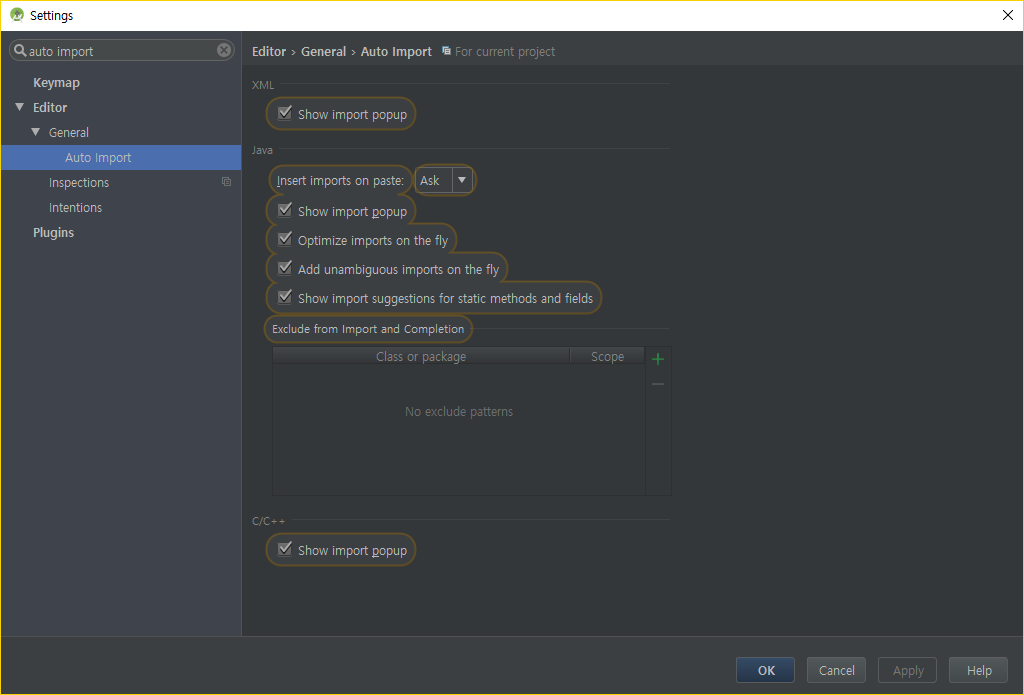 Settings
auto import
Editor › General › Auto Import For current project
Keymap
Editor
General
Auto Import
Inspections
Intentions
Plugins
XML
Show import popup
Java
Insert imports on paste: Ask
Show import popup
Optimize imports on the fly
Add unambiguous imports on the fly
Show import suggestions for static methods and fields
Exclude from Import and Completion
Class or package Scope
No exclude patterns
C/C++
Show import popup
OK Cancel Apply Help